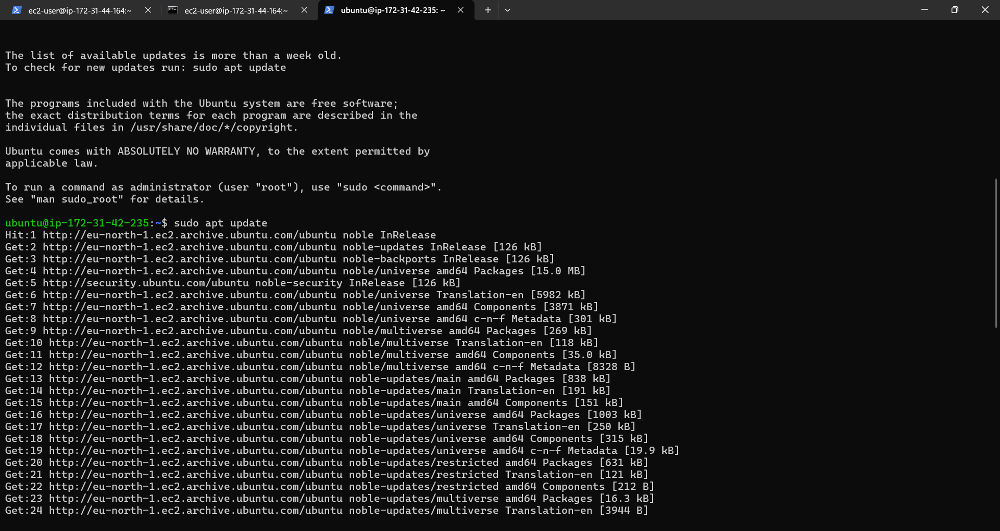 ec2-user@ip-172-31-44-164:~
ec2-user@ip-172-31-44-164:~
ubuntu@ip-172-31-42-235: ~
The list of available updates is more than a week old.
To check for new updates run: sudo apt update
The programs included with the Ubuntu system are free software;
the exact distribution terms for each program are described in the
individual files in /usr/share/doc/*/copyright.
Ubuntu comes with ABSOLUTELY NO WARRANTY, to the extent permitted by
applicable law.
To run a command as administrator (user "root"), use "sudo <command>".
See "man sudo_root" for details.
ubuntu@ip-172-31-42-235:~$ sudo apt update
Hit:1 http://eu-north-1.ec2.archive.ubuntu.com/ubuntu noble InRelease
Get:2 http://eu-north-1.ec2.archive.ubuntu.com/ubuntu noble-updates InRelease [126 kB]
Get:3 http://eu-north-1.ec2.archive.ubuntu.com/ubuntu noble-backports InRelease [126 kB]
Get:4 http://eu-north-1.ec2.archive.ubuntu.com/ubuntu noble/universe amd64 Packages [15.0 MB]
Get:5 http://security.ubuntu.com/ubuntu noble-security InRelease [126 kB]
Get:6 http://eu-north-1.ec2.archive.ubuntu.com/ubuntu noble/universe Translation-en [5982 kB]
Get:7 http://eu-north-1.ec2.archive.ubuntu.com/ubuntu noble/universe amd64 Components [3871 kB]
Get:8 http://eu-north-1.ec2.archive.ubuntu.com/ubuntu noble/universe amd64 c-n-f Metadata [301 kB]
Get:9 http://eu-north-1.ec2.archive.ubuntu.com/ubuntu noble/multiverse amd64 Packages [269 kB]
Get:10 http://eu-north-1.ec2.archive.ubuntu.com/ubuntu noble/multiverse Translation-en [118 kB]
Get:11 http://eu-north-1.ec2.archive.ubuntu.com/ubuntu noble/multiverse amd64 Components [35.0 kB]
Get:12 http://eu-north-1.ec2.archive.ubuntu.com/ubuntu noble/multiverse amd64 c-n-f Metadata [8328 B]
Get:13 http://eu-north-1.ec2.archive.ubuntu.com/ubuntu noble-updates/main amd64 Packages [838 kB]
Get:14 http://eu-north-1.ec2.archive.ubuntu.com/ubuntu noble-updates/main Translation-en [191 kB]
Get:15 http://eu-north-1.ec2.archive.ubuntu.com/ubuntu noble-updates/main amd64 Components [151 kB]
Get:16 http://eu-north-1.ec2.archive.ubuntu.com/ubuntu noble-updates/universe amd64 Packages [1003 kB]
Get:17 http://eu-north-1.ec2.archive.ubuntu.com/ubuntu noble-updates/universe Translation-en [250 kB]
Get:18 http://eu-north-1.ec2.archive.ubuntu.com/ubuntu noble-updates/universe amd64 Components [315 kB]
Get:19 http://eu-north-1.ec2.archive.ubuntu.com/ubuntu noble-updates/universe amd64 c-n-f Metadata [19.9 kB]
Get:20 http://eu-north-1.ec2.archive.ubuntu.com/ubuntu noble-updates/restricted amd64 Packages [631 kB]
Get:21 http://eu-north-1.ec2.archive.ubuntu.com/ubuntu noble-updates/restricted Translation-en [121 kB]
Get:22 http://eu-north-1.ec2.archive.ubuntu.com/ubuntu noble-updates/restricted amd64 Components [212 B]
Get:23 http://eu-north-1.ec2.archive.ubuntu.com/ubuntu noble-updates/multiverse amd64 Packages [16.3 kB]
Get:24 http://eu-north-1.ec2.archive.ubuntu.com/ubuntu noble-updates/multiverse Translation-en [3944 B]